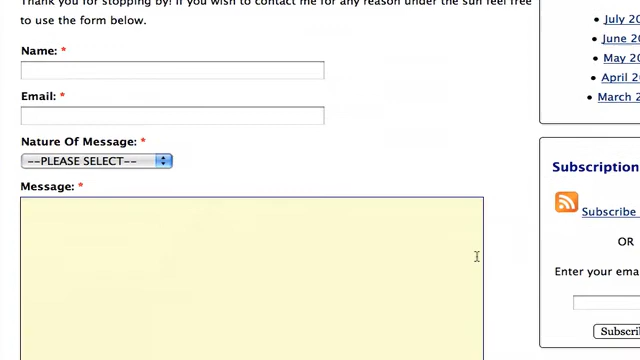 Thank you for stopping by! If you wish to contact me for any reason under the sun feel free
to use the form below.
Name: *
Email: *
Nature Of Message: *
--PLEASE SELECT--
Message: *
July 20
June 20
May 20
April 2
March 2
Subscription
Subscribe
OR
Enter your ema
Subscri